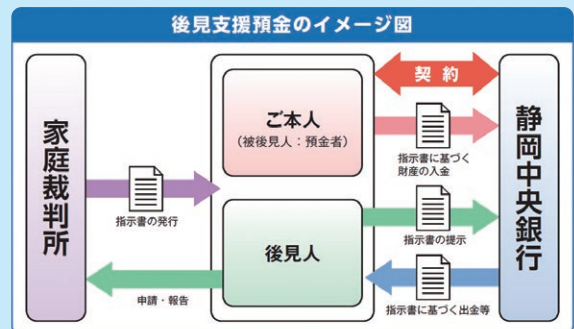 後見支援預金のイメージ図
家庭裁判所
指示書の発行
申請・報告
ご本人
(被後見人:預金者)
後見人
契約
指示書に基づく
財産の入金
指示書の提示
指示書に基づく出金等
静岡中央銀行